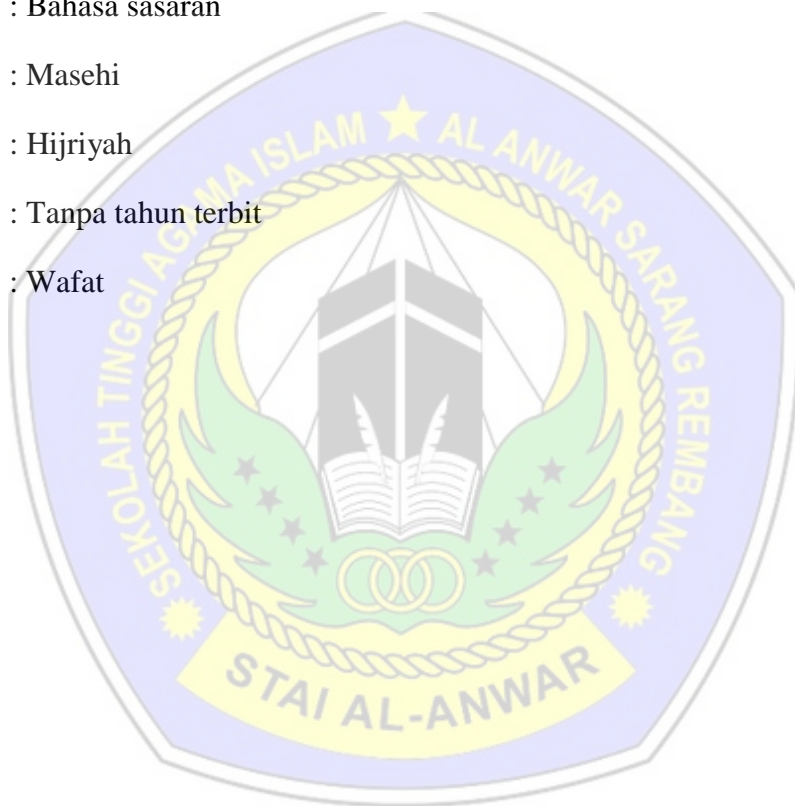 : Bahasa sasaran
: Masehi
: Hijriyah
: Tanpa tahun terbit
: Wafat
SEKOLAH TINGGI AGAMA ISLAM ★ AL ANWAR SARANG REMBANG
STAI AL-ANWAR